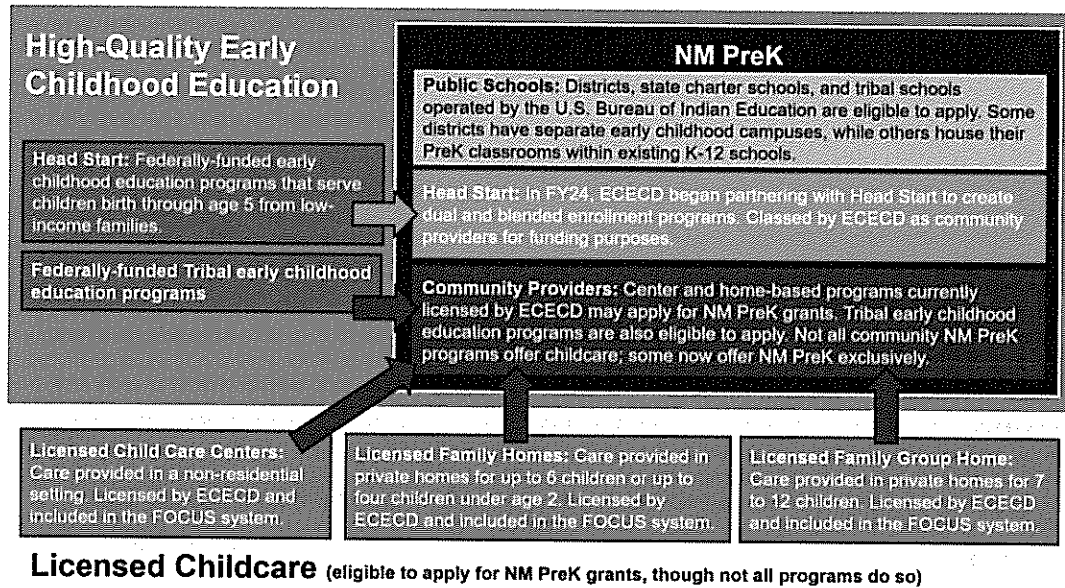 High-Quality Early
Childhood Education
Head Start: Federally-funded early
childhood education programs that serve
children birth through age 5 from low-
income families.
Federally-funded Tribal early childhood
education programs
NM PreK
Public Schools: Districts, state charter schools, and tribal schools
operated by the U.S. Bureau of Indian Education are eligible to apply. Some
districts have separate early childhood campuses, while others house their
PreK classrooms within existing K-12 schools.
Head Start: In FY24, ECECD began partnering with Head Start to create
dual and blended enrollment programs. Classed by ECECD as community
providers for funding purposes.
Community Providers: Center and home-based programs currently
licensed by ECECD may apply for NM PreK grants. Tribal early childhood
education programs are also eligible to apply. Not all community NM PreK
programs offer childcare; some now offer NM PreK exclusively.
Licensed Child Care Centers:
Care provided in a non-residential
setting. Licensed by ECECD and
included in the FOCUS system.
Licensed Family Homes: Care provided in
private homes for up to 6 children or up to
four children under age 2. Licensed by
ECECD and included in the FOCUS system.
Licensed Family Group Home:
Care provided in private homes for 7
to 12 children. Licensed by ECECD
and included in the FOCUS system.
Licensed Childcare (eligible to apply for NM PreK grants, though not all programs do so)